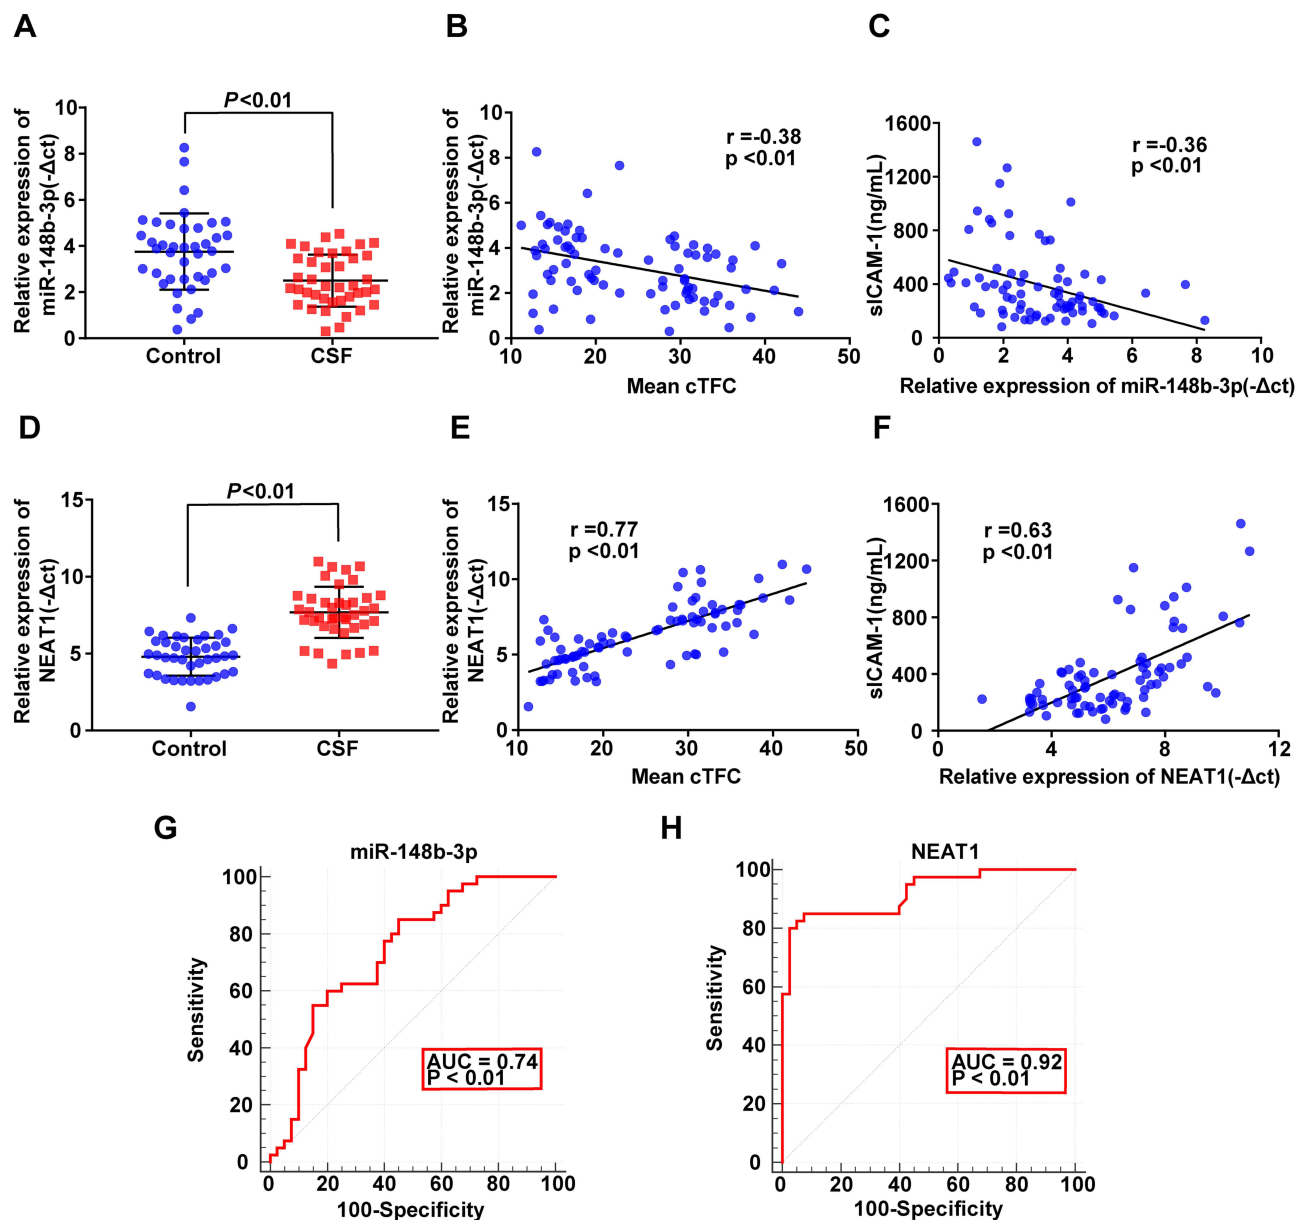 A
B
C
Relative expression of
miR-148b-3p(-Δct)
10
8
6
4
2
0
P<0.01
Control
CSF
Relative expression of
miR-148b-3p(-Δct)
10
8
6
4
2
0
r =-0.38
p <0.01
10
20
30
40
50
Mean cTFC
sICAM-1(ng/mL)
1600
1200
800
400
0
r =-0.36
p <0.01
0
2
4
6
8
10
Relative expression of miR-148b-3p(-Δct)
D
E
F
Relative expression of
NEAT1(-Δct)
15
10
5
0
P<0.01
Control
CSF
Relative expression of
NEAT1(-Δct)
15
10
5
0
r =0.77
p <0.01
10
20
30
40
50
Mean cTFC
sICAM-1(ng/mL)
1600
1200
800
400
0
r =0.63
p <0.01
0
4
8
12
Relative expression of NEAT1(-Δct)
G
H
miR-148b-3p
Sensitivity
100
80
60
40
20
0
AUC = 0.74
P < 0.01
0
20
40
60
80
100
100-Specificity
NEAT1
Sensitivity
100
80
60
40
20
0
AUC = 0.92
P < 0.01
0
20
40
60
80
100
100-Specificity